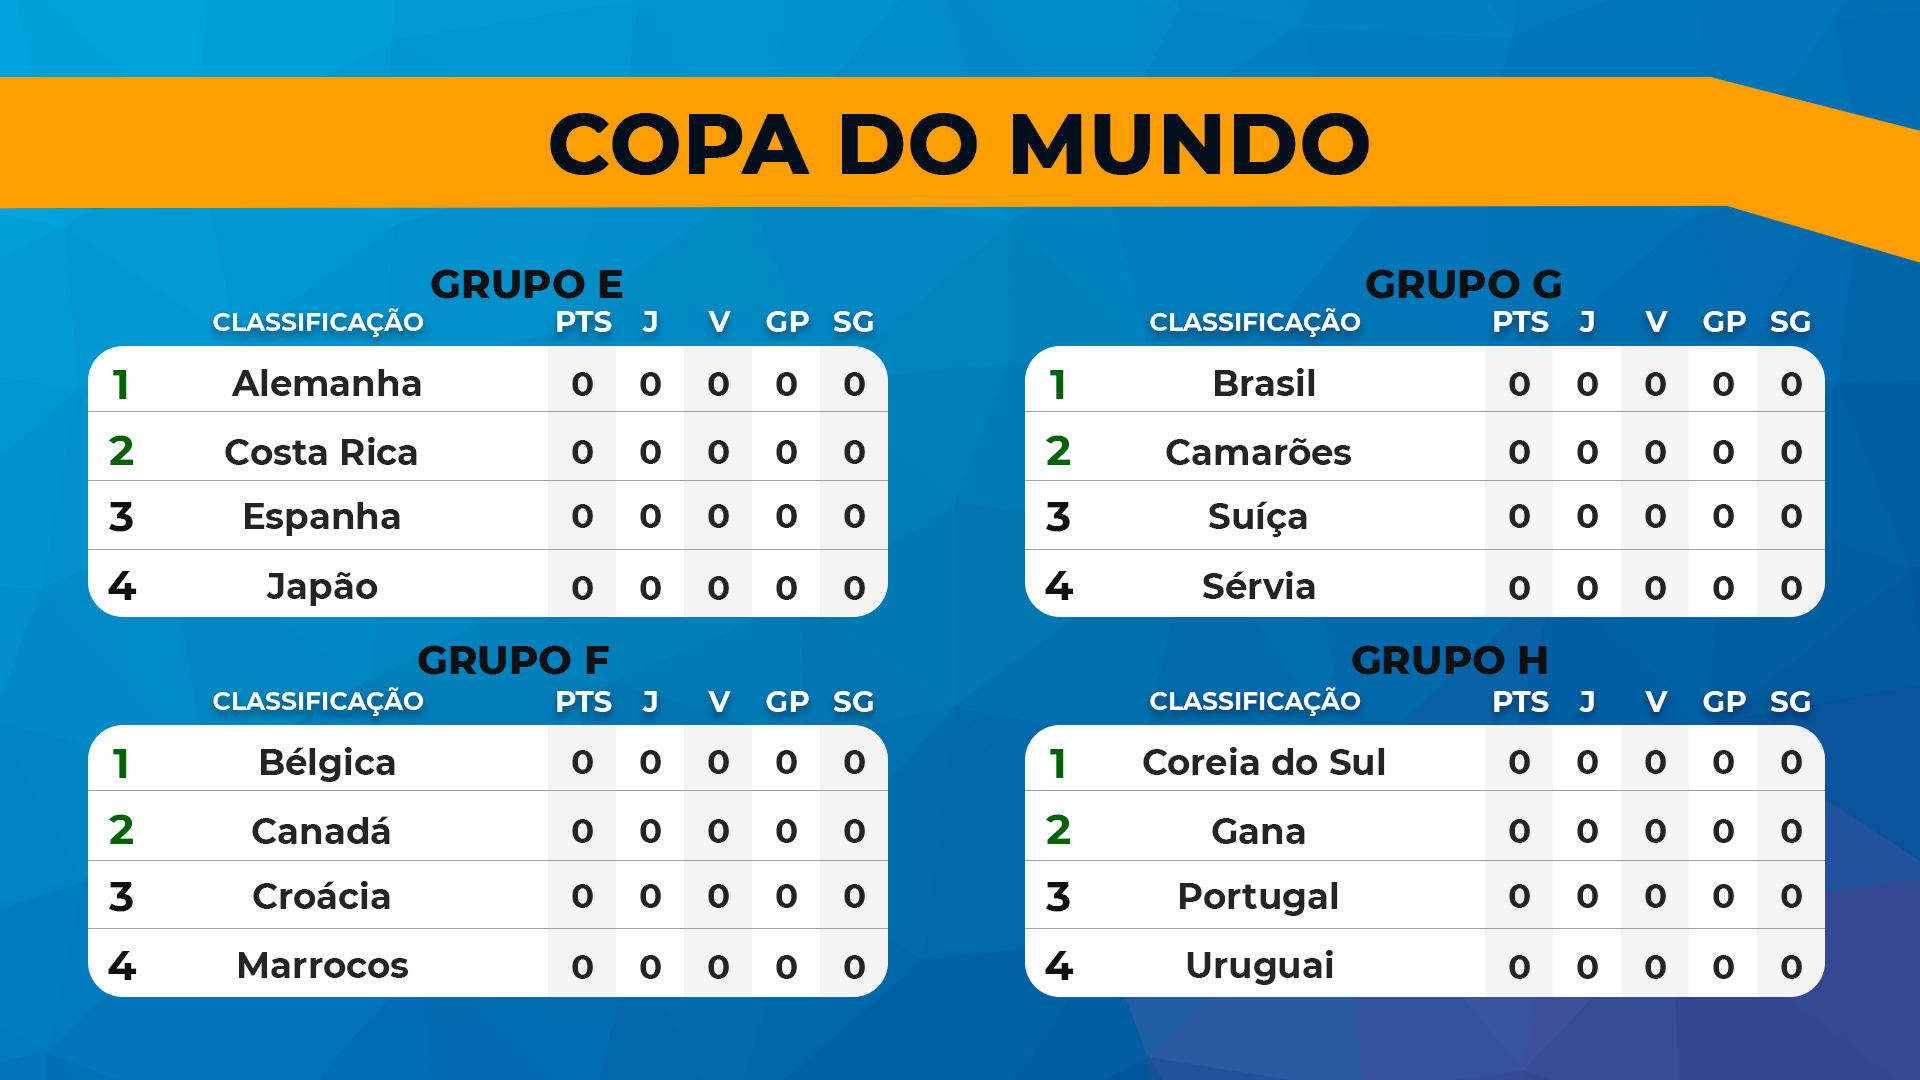 COPA DO MUNDO
GRUPO E
CLASSIFICAÇÃO PTS J V GP SG
1 Alemanha 0 0 0 0 0
2 Costa Rica 0 0 0 0 0
3 Espanha 0 0 0 0 0
4 Japão 0 0 0 0 0
GRUPO F
CLASSIFICAÇÃO PTS J V GP SG
1 Bélgica 0 0 0 0 0
2 Canadá 0 0 0 0 0
3 Croácia 0 0 0 0 0
4 Marrocos 0 0 0 0 0
GRUPO G
CLASSIFICAÇÃO PTS J V GP SG
1 Brasil 0 0 0 0 0
2 Camarões 0 0 0 0 0
3 Suíça 0 0 0 0 0
4 Sérvia 0 0 0 0 0
GRUPO H
CLASSIFICAÇÃO PTS J V GP SG
1 Coreia do Sul 0 0 0 0 0
2 Gana 0 0 0 0 0
3 Portugal 0 0 0 0 0
4 Uruguai 0 0 0 0 0